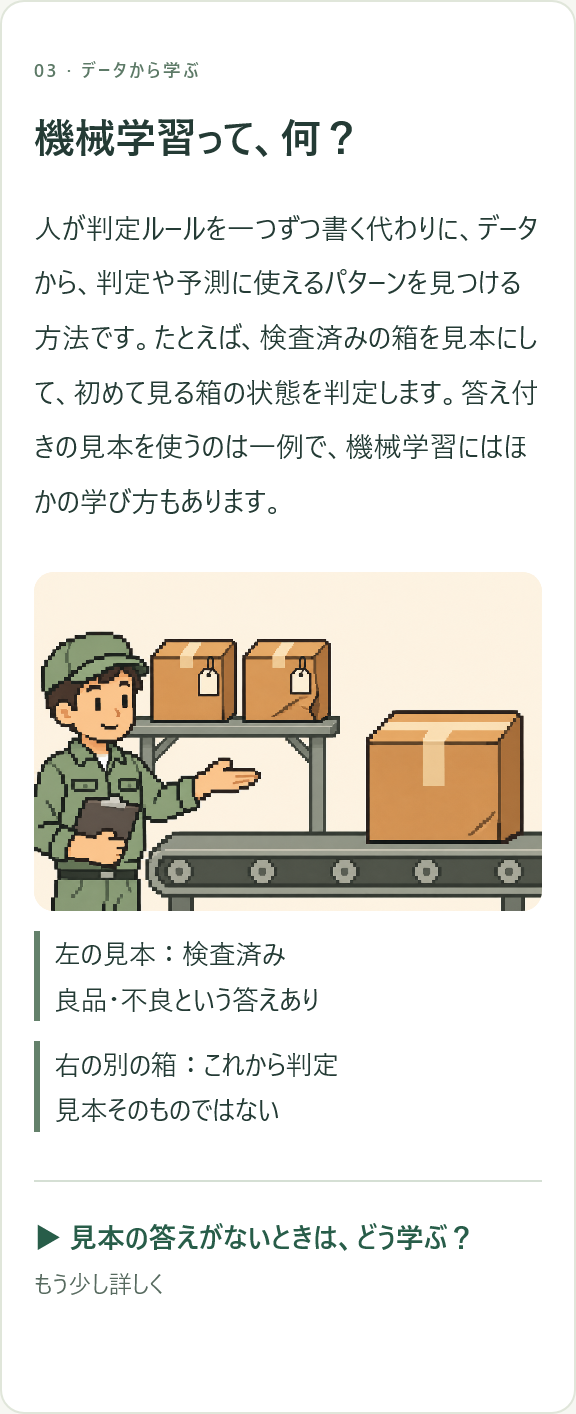 03 · データから学ぶ
機械学習って、何？
人が判定ルールを一つずつ書く代わりに、データ
から、判定や予測に使えるパターンを見つける
方法です。たとえば、検査済みの箱を見本にし
て、初めて見る箱の状態を判定します。答え付
きの見本を使うのは一例で、機械学習にはほ
かの学び方もあります。
左の見本：検査済み
良品・不良という答えあり
右の別の箱：これから判定
見本そのものではない
▶ 見本の答えがないときは、どう学ぶ？
もう少し詳しく